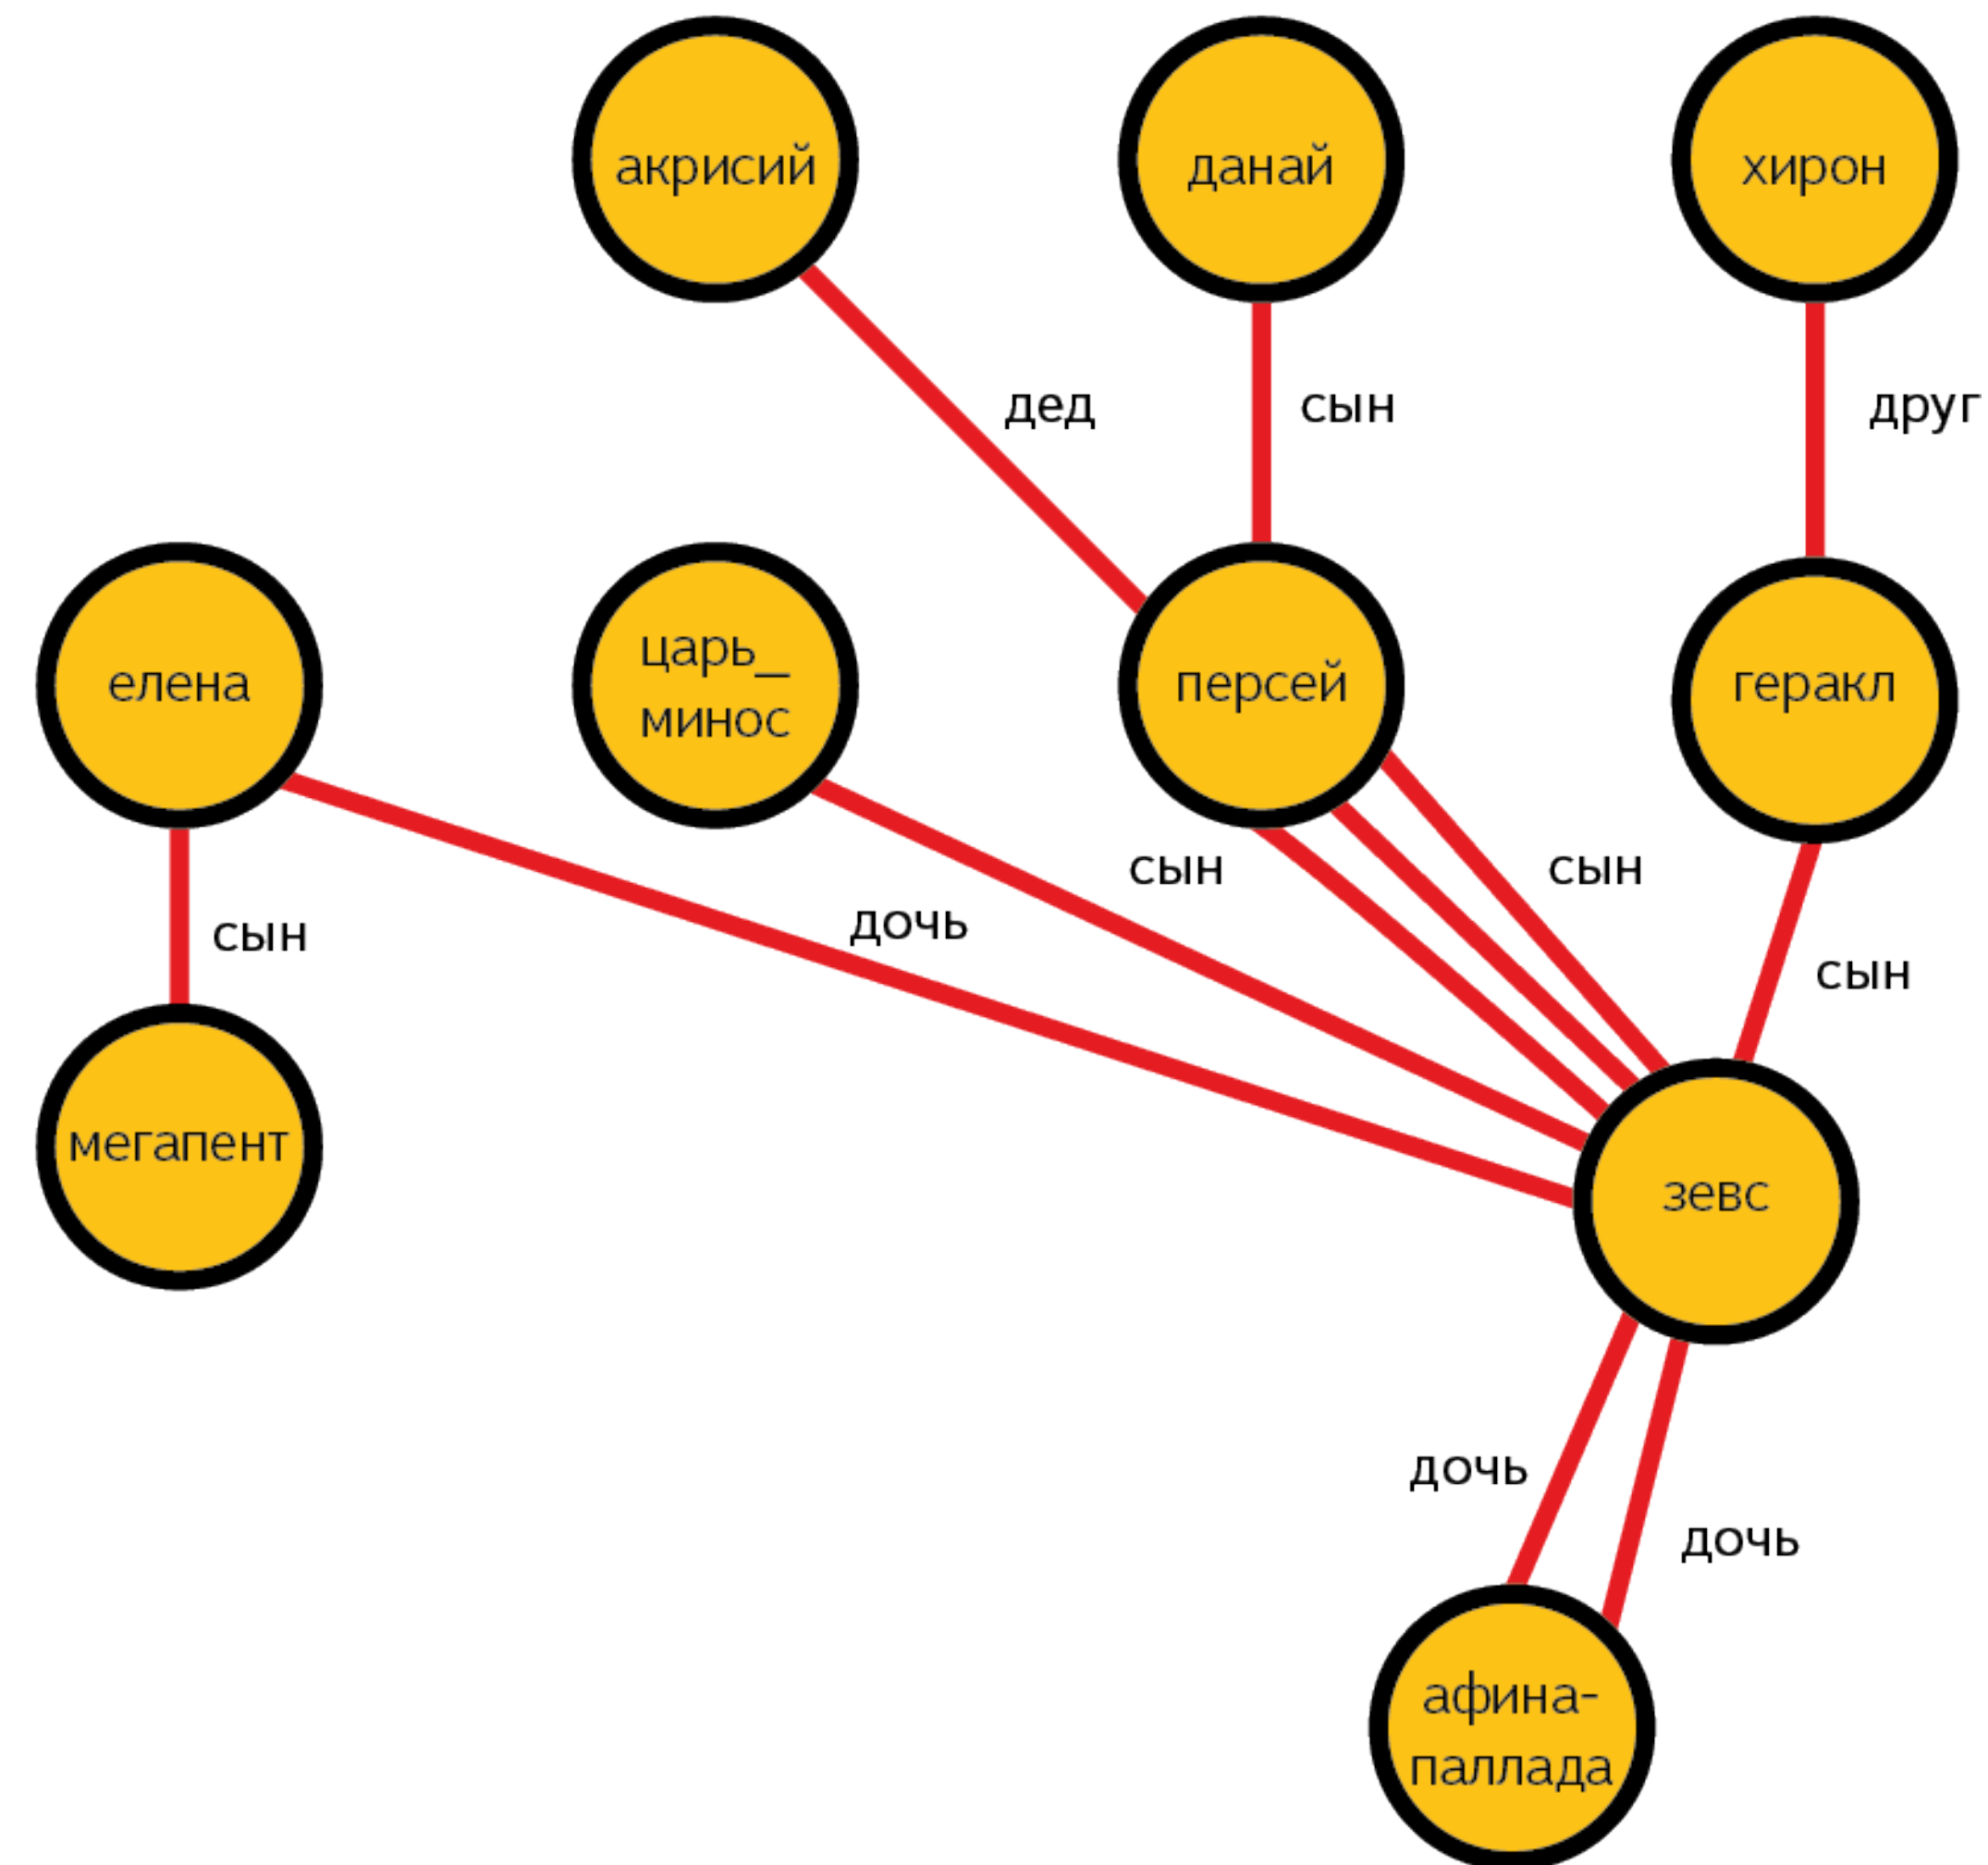 акрисий
данай
хирон
дед
сын
друг
елена
царь_
минос
персей
геракл
сын
дочь
сын
сын
сын
мегапент
зевс
дочь
дочь
афина-
паллада